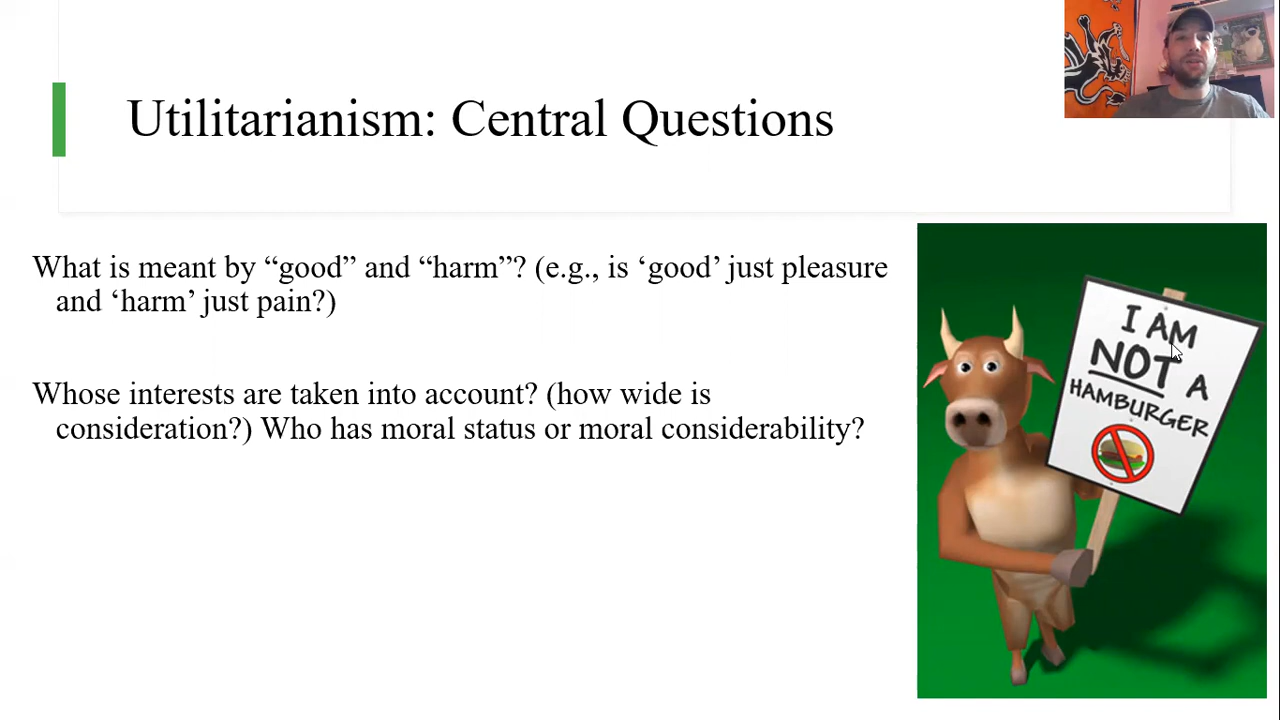 Utilitarianism: Central Questions
What is meant by “good” and “harm”? (e.g., is ‘good’ just pleasure
and ‘harm’ just pain?)
Whose interests are taken into account? (how wide is
consideration?) Who has moral status or moral considerability?
I AM
NOT A
HAMBURGER